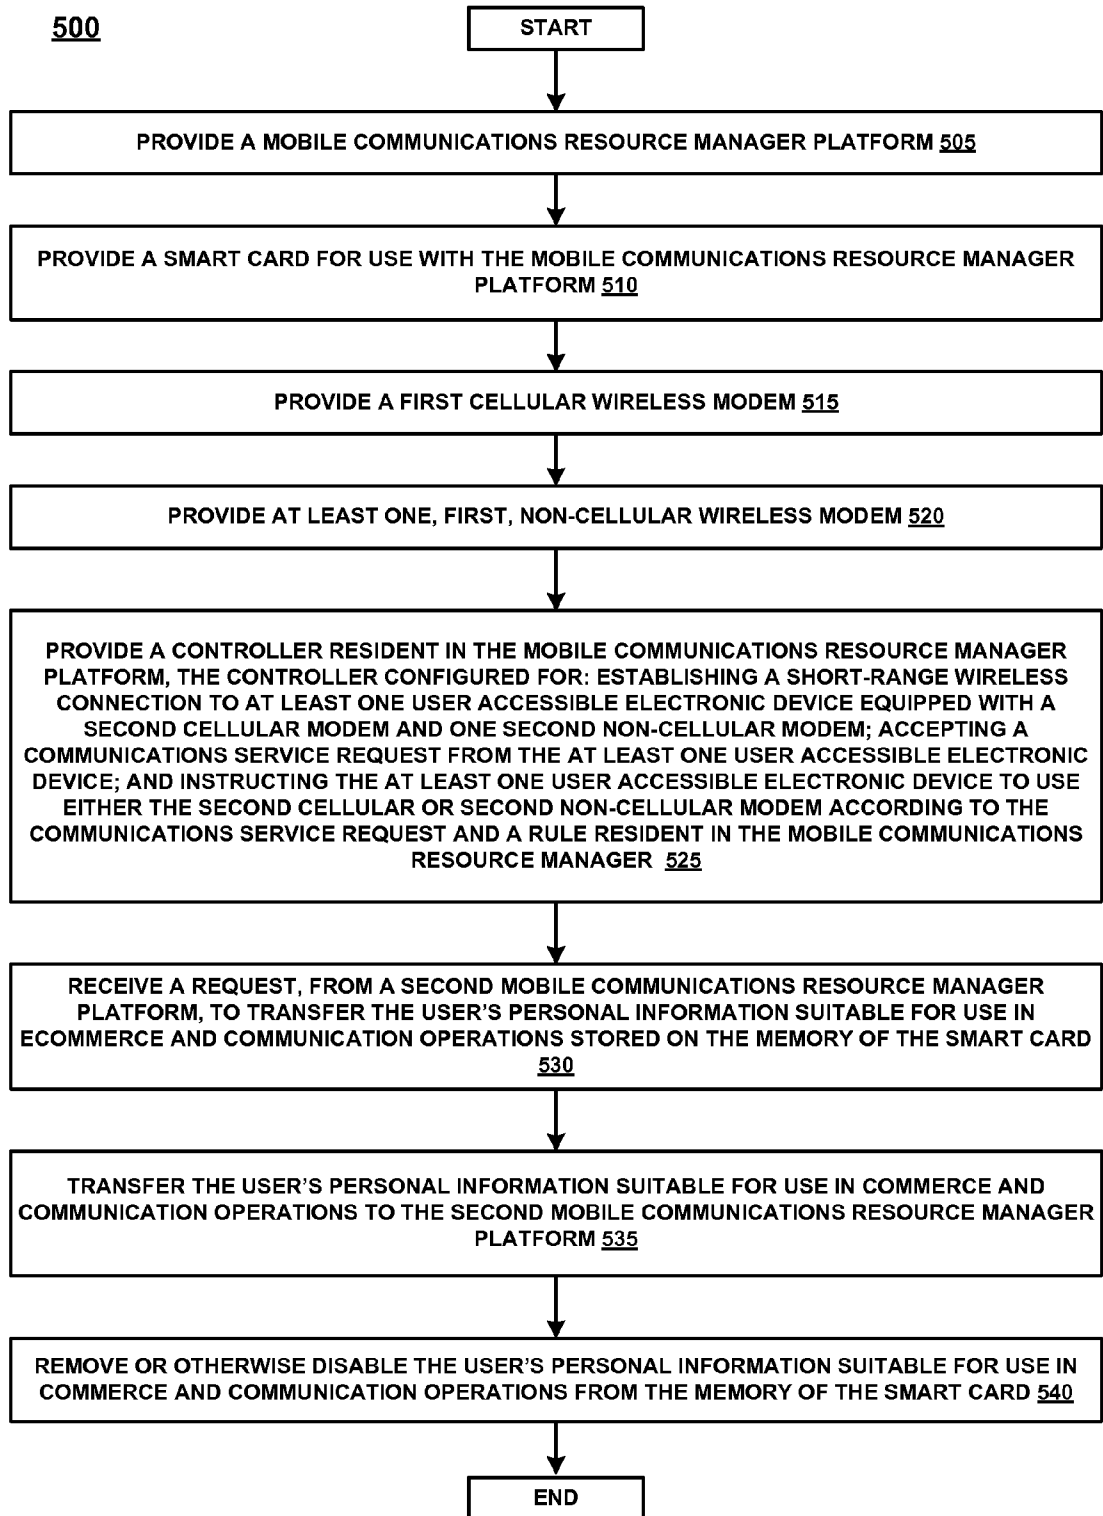 500
START
PROVIDE A MOBILE COMMUNICATIONS RESOURCE MANAGER PLATFORM 505
PROVIDE A SMART CARD FOR USE WITH THE MOBILE COMMUNICATIONS RESOURCE MANAGER
PLATFORM 510
PROVIDE A FIRST CELLULAR WIRELESS MODEM 515
PROVIDE AT LEAST ONE, FIRST, NON-CELLULAR WIRELESS MODEM 520
PROVIDE A CONTROLLER RESIDENT IN THE MOBILE COMMUNICATIONS RESOURCE MANAGER
PLATFORM, THE CONTROLLER CONFIGURED FOR: ESTABLISHING A SHORT-RANGE WIRELESS
CONNECTION TO AT LEAST ONE USER ACCESSIBLE ELECTRONIC DEVICE EQUIPPED WITH A
SECOND CELLULAR MODEM AND ONE SECOND NON-CELLULAR MODEM; ACCEPTING A
COMMUNICATIONS SERVICE REQUEST FROM THE AT LEAST ONE USER ACCESSIBLE ELECTRONIC
DEVICE; AND INSTRUCTING THE AT LEAST ONE USER ACCESSIBLE ELECTRONIC DEVICE TO USE
EITHER THE SECOND CELLULAR OR SECOND NON-CELLULAR MODEM ACCORDING TO THE
COMMUNICATIONS SERVICE REQUEST AND A RULE RESIDENT IN THE MOBILE COMMUNICATIONS
RESOURCE MANAGER 525
RECEIVE A REQUEST, FROM A SECOND MOBILE COMMUNICATIONS RESOURCE MANAGER
PLATFORM, TO TRANSFER THE USER'S PERSONAL INFORMATION SUITABLE FOR USE IN
ECOMMERCE AND COMMUNICATION OPERATIONS STORED ON THE MEMORY OF THE SMART CARD
530
TRANSFER THE USER'S PERSONAL INFORMATION SUITABLE FOR USE IN COMMERCE AND
COMMUNICATION OPERATIONS TO THE SECOND MOBILE COMMUNICATIONS RESOURCE MANAGER
PLATFORM 535
REMOVE OR OTHERWISE DISABLE THE USER'S PERSONAL INFORMATION SUITABLE FOR USE IN
COMMERCE AND COMMUNICATION OPERATIONS FROM THE MEMORY OF THE SMART CARD 540
END